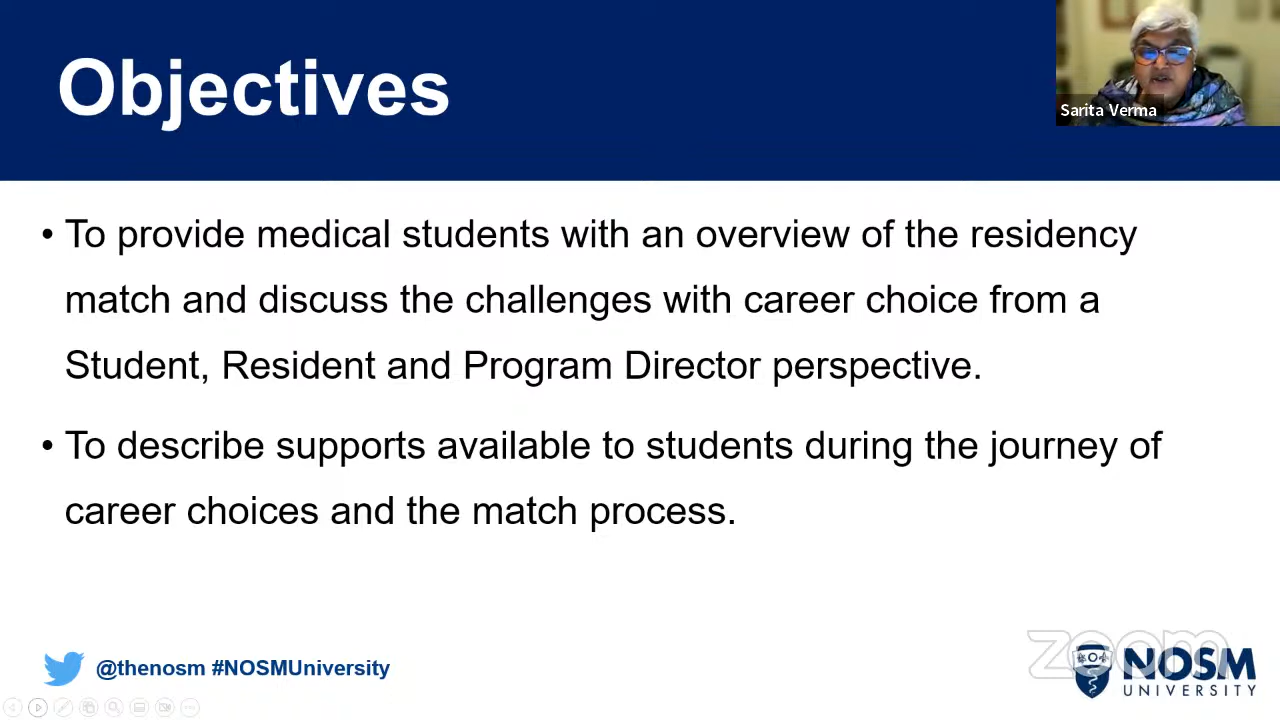 Objectives
Sarita Verma
• To provide medical students with an overview of the residency
match and discuss the challenges with career choice from a
Student, Resident and Program Director perspective.
• To describe supports available to students during the journey of
career choices and the match process.
@thenosm #NOSMUniversity
zoom
NOSM
UNIVERSITY